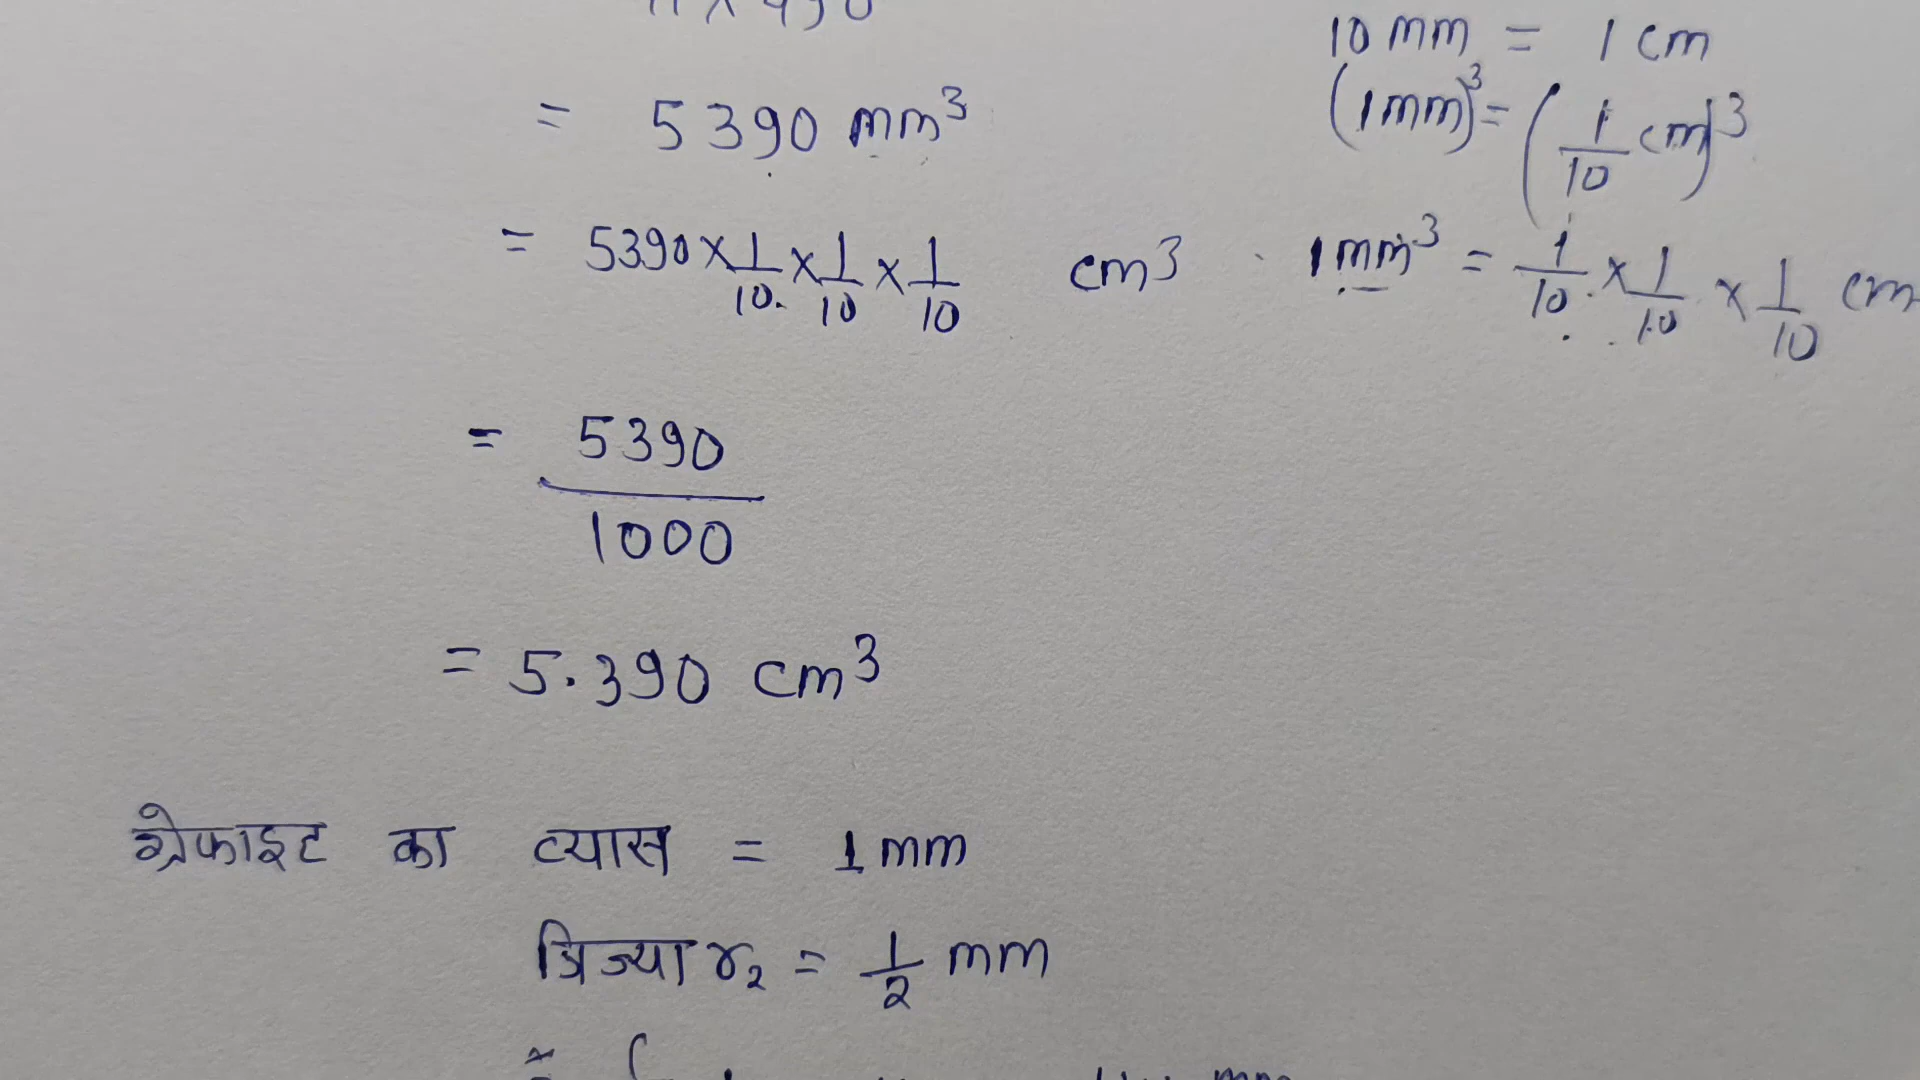 10 mm = 1 cm
= 5390 mm³
(1mm)³ = (1/10 cm)³
= 5390 × 1/10 × 1/10 × 1/10 cm³
1mm³ = 1/10 × 1/10 × 1/10 cm
= 5390/1000
= 5.390 cm³
ग्रेफाइट का व्यास = 1 mm
त्रिज्या r₂ = 1/2 mm